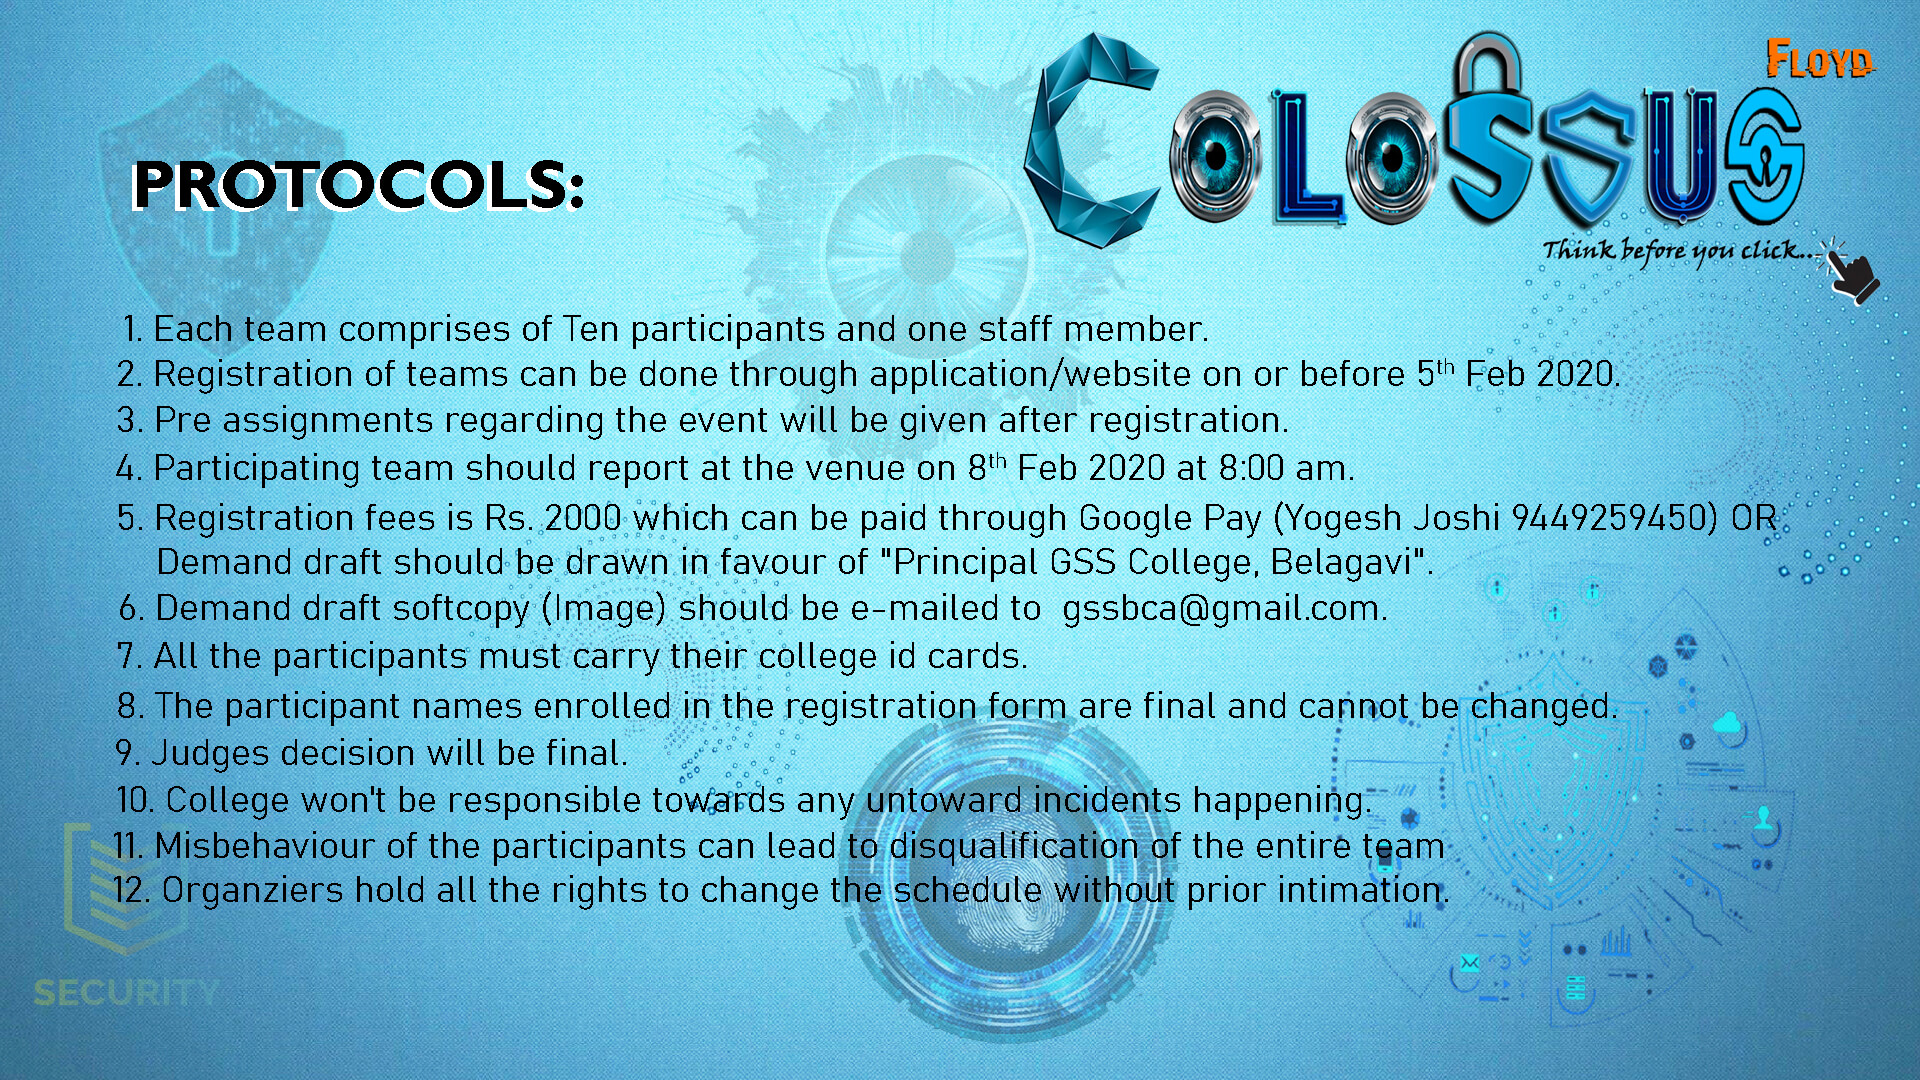 FLOYD
COLOSSUS
Think before you click...
PROTOCOLS:
1. Each team comprises of Ten participants and one staff member.
2. Registration of teams can be done through application/website on or before 5th Feb 2020.
3. Pre assignments regarding the event will be given after registration.
4. Participating team should report at the venue on 8th Feb 2020 at 8:00 am.
5. Registration fees is Rs. 2000 which can be paid through Google Pay (Yogesh Joshi 9449259450) OR
Demand draft should be drawn in favour of "Principal GSS College, Belagavi".
6. Demand draft softcopy (Image) should be e-mailed to gssbca@gmail.com.
7. All the participants must carry their college id cards.
8. The participant names enrolled in the registration form are final and cannot be changed.
9. Judges decision will be final.
10. College won't be responsible towards any untoward incidents happening.
11. Misbehaviour of the participants can lead to disqualification of the entire team
12. Organziers hold all the rights to change the schedule without prior intimation.
SECURITY